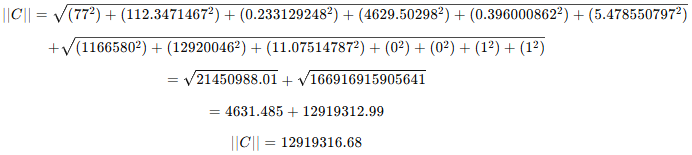 ||C|| = √(77²) + (112.3471467²) + (0.233129248²) + (4629.50298²) + (0.396000862²) + (5.478550797²)
+√(1166580²) + (12920046²) + (11.07514787²) + (0²) + (0²) + (1²) + (1²)
= √21450988.01 + √166916915905641
= 4631.485 + 12919312.99
||C|| = 12919316.68